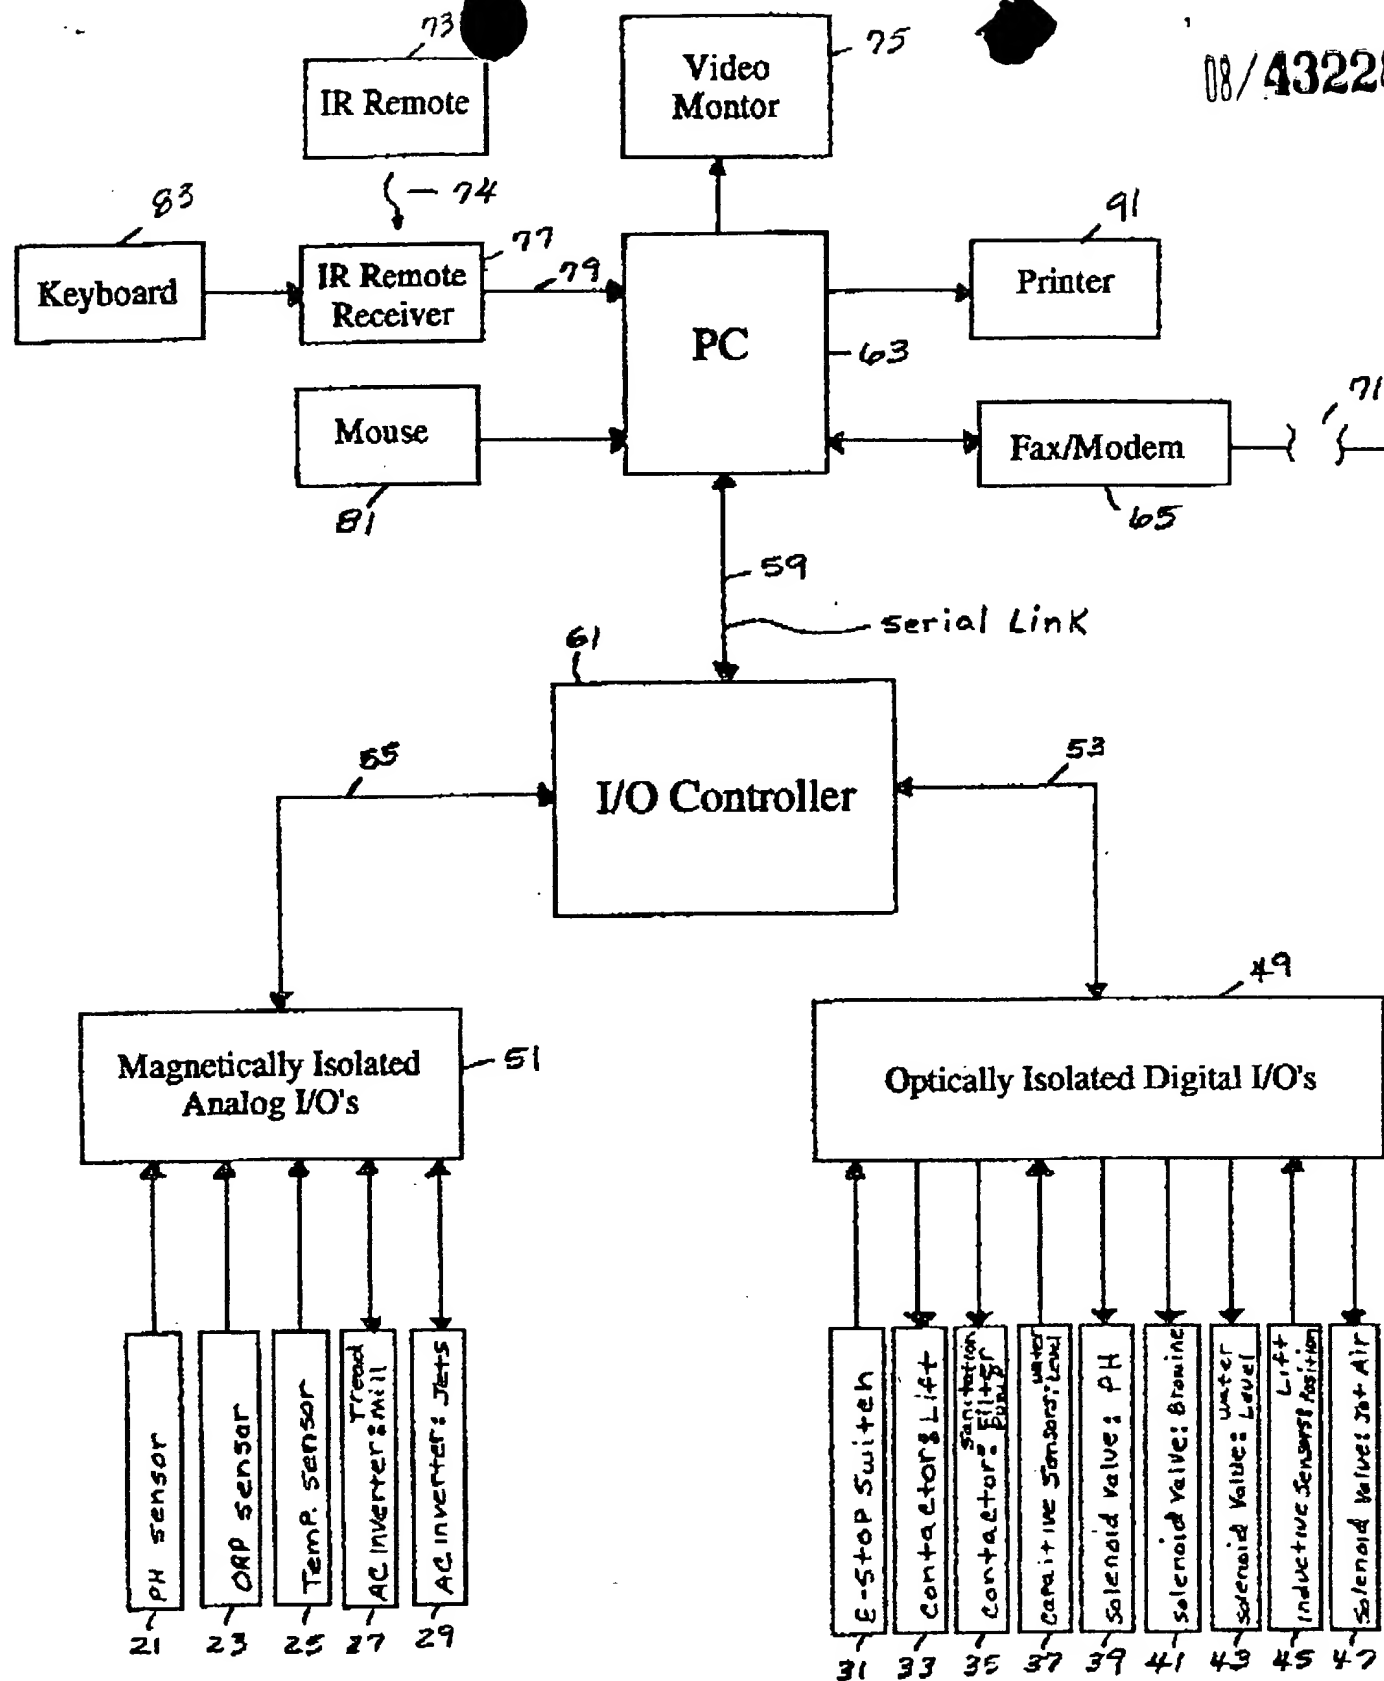 73
75
08/43228
IR Remote
Video
Montor
74
83
91
77
79
Keyboard
IR Remote
Receiver
Printer
PC
63
71
Mouse
Fax/Modem
81
65
59
Serial Link
61
55
53
I/O Controller
49
Magnetically Isolated
Analog I/O's
51
Optically Isolated Digital I/O's
PH sensor
ORP sensor
Temp. sensor
AC Inverter: Tread
Mill
AC Inverter: Jets
E-Stop Switch
Contactor: Lift
Contactor: Sanitation
Filter
Pump
Capaitive Sensors: Water
Level
Solenoid Valve: PH
Solenoid Valve: Bromine
Solenoid Valve: Water
Level
Inductive Sensors: Lift
Position
Solenoid Valve: Jet Air
21
23
25
27
29
31
33
35
37
39
41
43
45
47